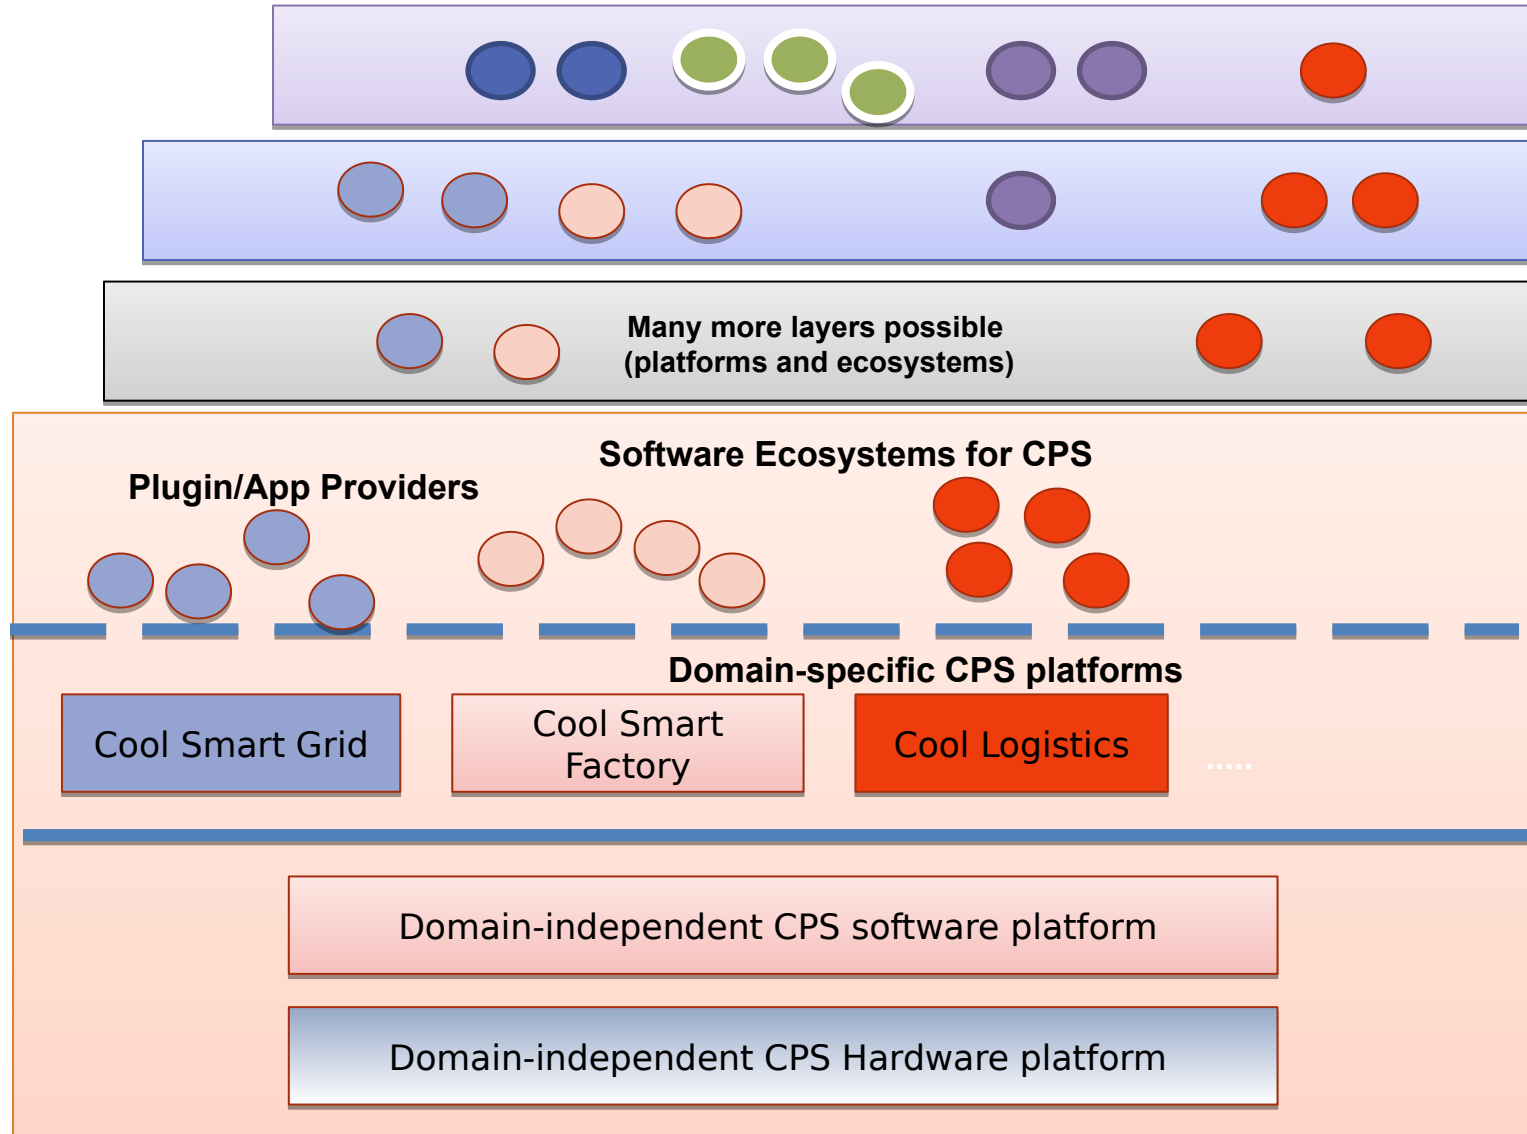 Many more layers possible
(platforms and ecosystems)
Software Ecosystems for CPS
Plugin/App Providers
Domain-specific CPS platforms
Cool Smart Grid
Cool Smart
Factory
Cool Logistics
.....
Domain-independent CPS software platform
Domain-independent CPS Hardware platform